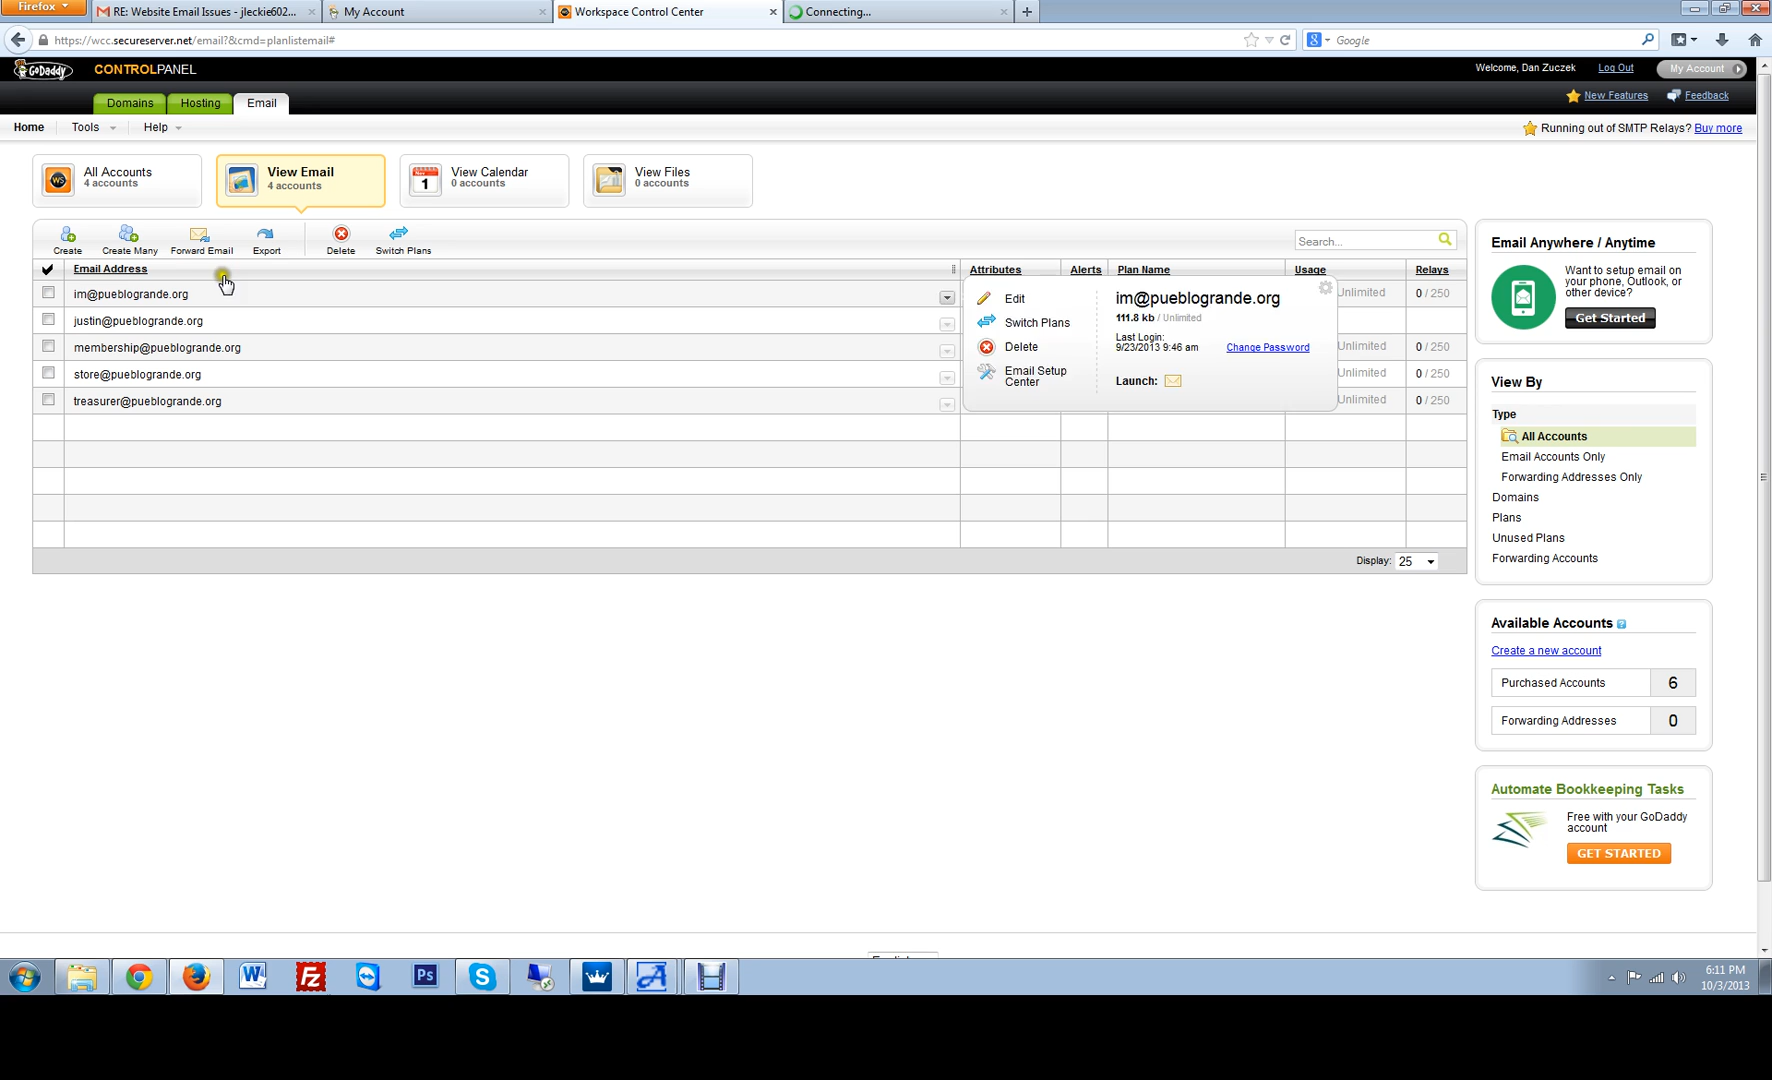 Firefox
RE: Website Email Issues - jleckie602...
My Account
Workspace Control Center
Connecting...
https://wcc.secureserver.net/email?&cmd=planlistemail#
Google
GoDaddy
CONTROLPANEL
Welcome, Dan Zuczek
Log Out
My Account
Domains
Hosting
Email
New Features
Feedback
Home
Tools
Help
Running out of SMTP Relays? Buy more
All Accounts
4 accounts
View Email
4 accounts
View Calendar
0 accounts
View Files
0 accounts
Create
Create Many
Forward Email
Export
Delete
Switch Plans
Search...
Email Address
Attributes
Alerts
Plan Name
Usage
Relays
im@pueblogrande.org
Unlimited
0 / 250
justin@pueblogrande.org
membership@pueblogrande.org
Unlimited
0 / 250
store@pueblogrande.org
Unlimited
0 / 250
treasurer@pueblogrande.org
Unlimited
0 / 250
Edit
Switch Plans
Delete
Email Setup
Center
im@pueblogrande.org
111.8 kb / Unlimited
Last Login:
9/23/2013 9:46 am
Change Password
Launch:
Display: 25
Email Anywhere / Anytime
Want to setup email on
your phone, Outlook, or
other device?
Get Started
View By
Type
All Accounts
Email Accounts Only
Forwarding Addresses Only
Domains
Plans
Unused Plans
Forwarding Accounts
Available Accounts
Create a new account
Purchased Accounts
6
Forwarding Addresses
0
Automate Bookkeeping Tasks
Free with your GoDaddy
account
GET STARTED
6:11 PM
10/3/2013